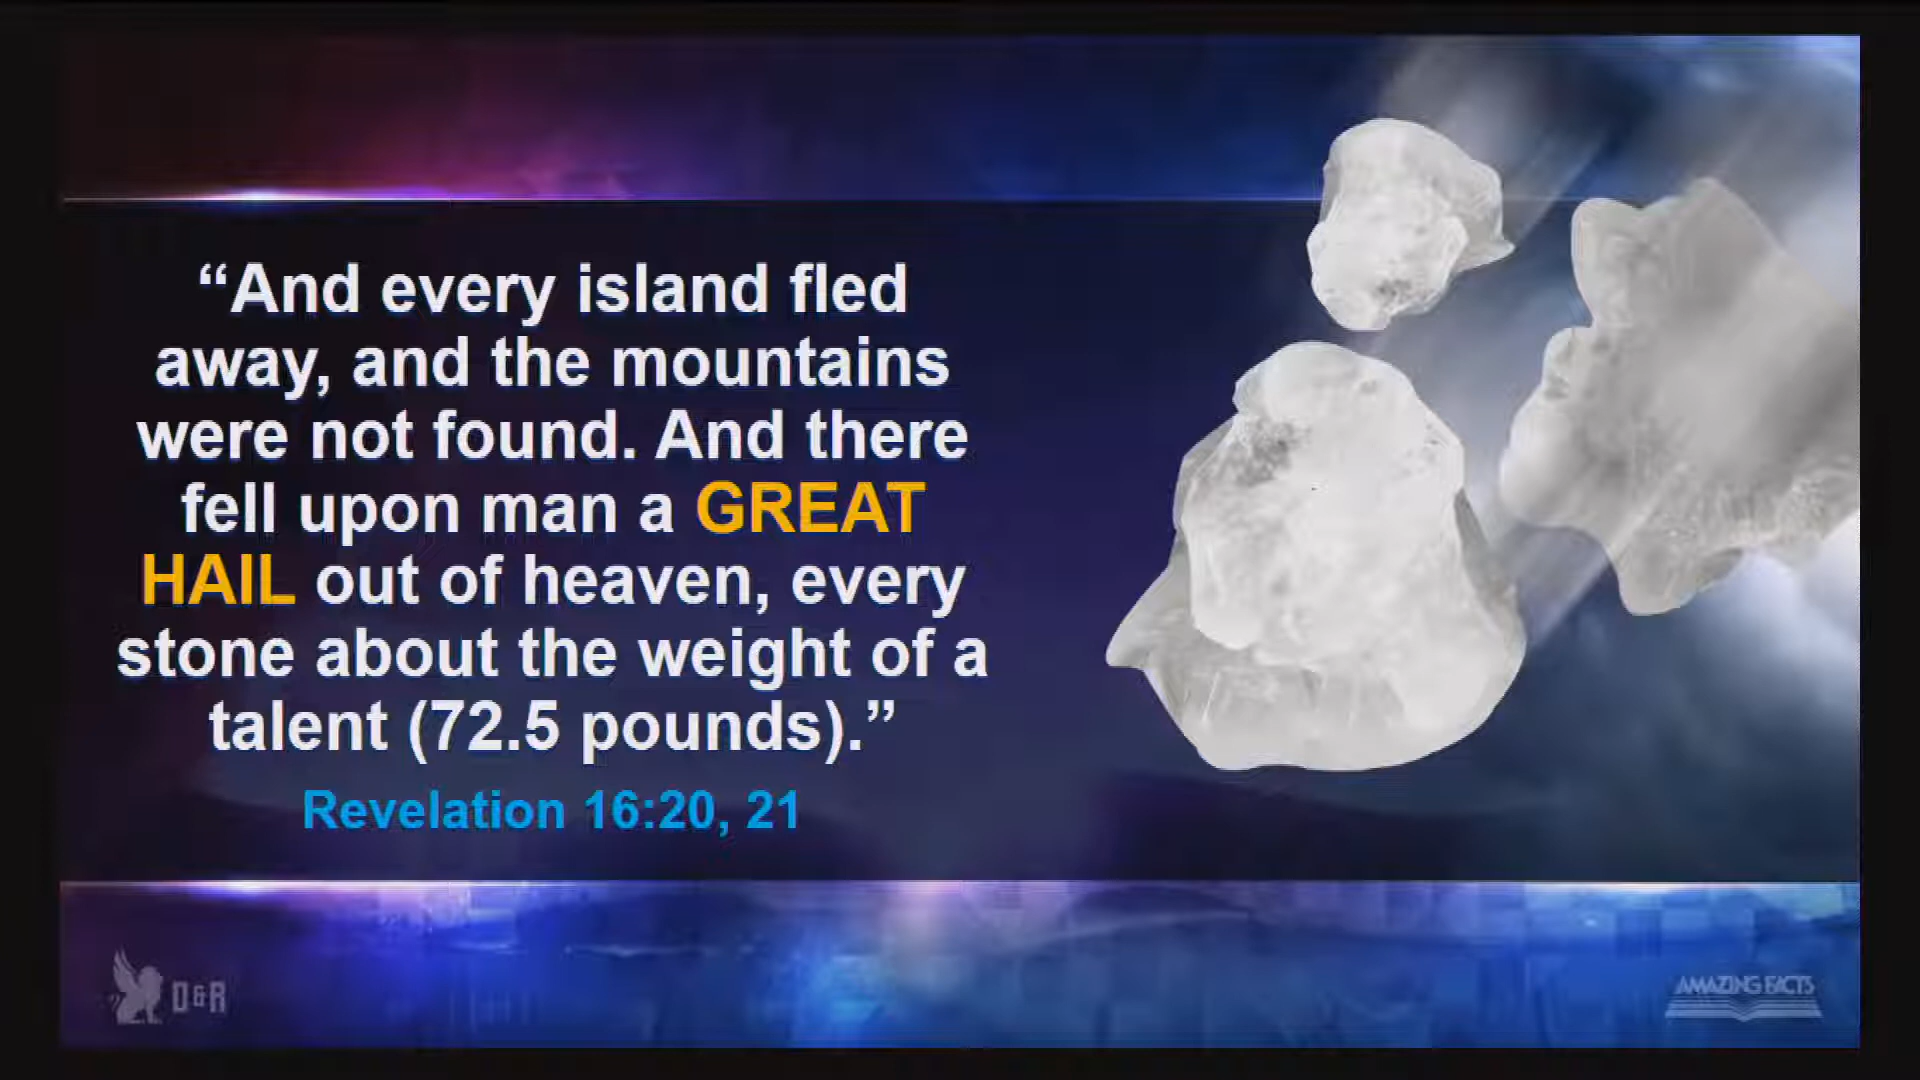 “And every island fled
away, and the mountains
were not found. And there
fell upon man a GREAT
HAIL out of heaven, every
stone about the weight of a
talent (72.5 pounds).”
Revelation 16:20, 21
D&R
AMAZING FACTS